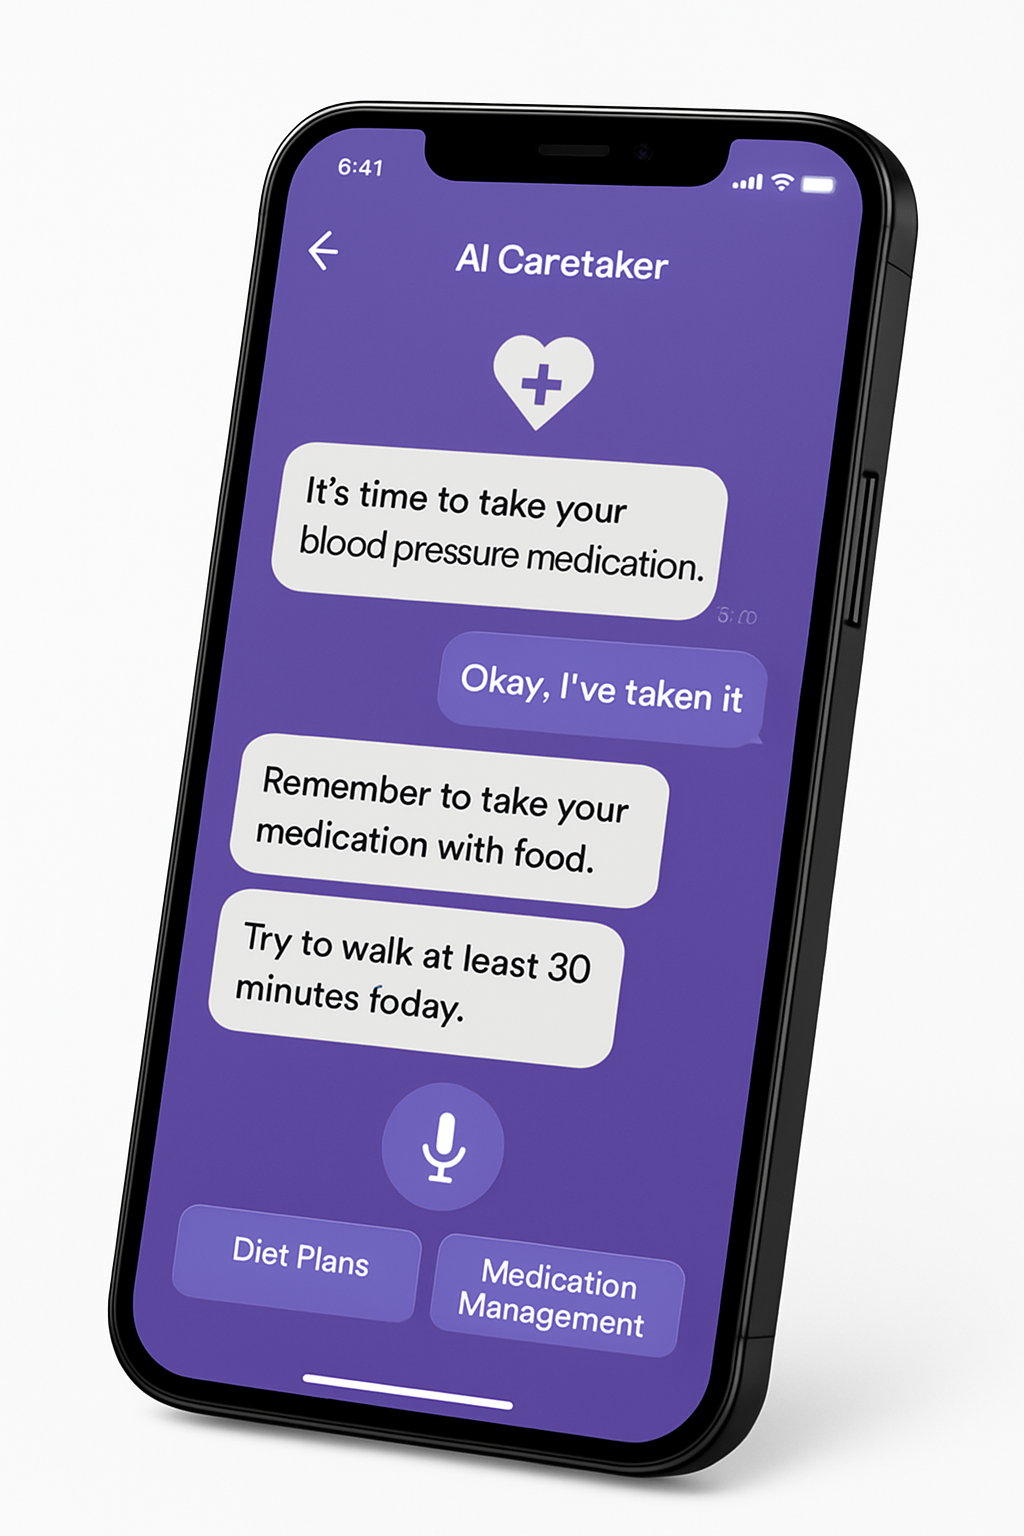 6:41
AI Caretaker
It's time to take your
blood pressure medication.
Okay, I've taken it
Remember to take your
medication with food.
Try to walk at least 30
minutes foday.
Diet Plans
Medication
Management